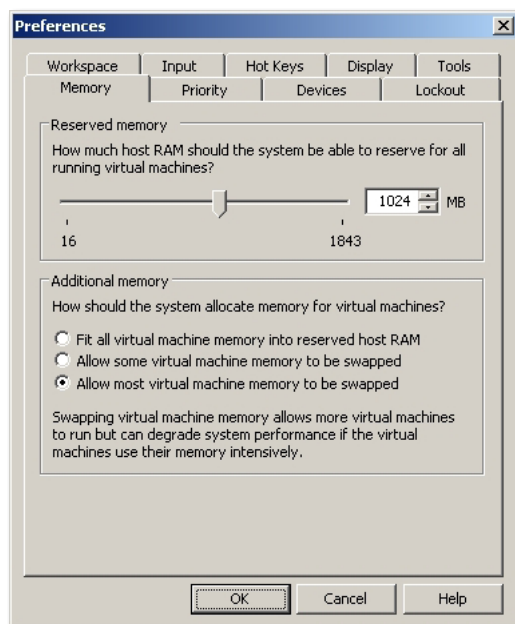 Preferences
Workspace Input Hot Keys Display Tools
Memory Priority Devices Lockout
Reserved memory
How much host RAM should the system be able to reserve for all
running virtual machines?
1024 MB
16 1843
Additional memory
How should the system allocate memory for virtual machines?
Fit all virtual machine memory into reserved host RAM
Allow some virtual machine memory to be swapped
Allow most virtual machine memory to be swapped
Swapping virtual machine memory allows more virtual machines
to run but can degrade system performance if the virtual
machines use their memory intensively.
OK Cancel Help